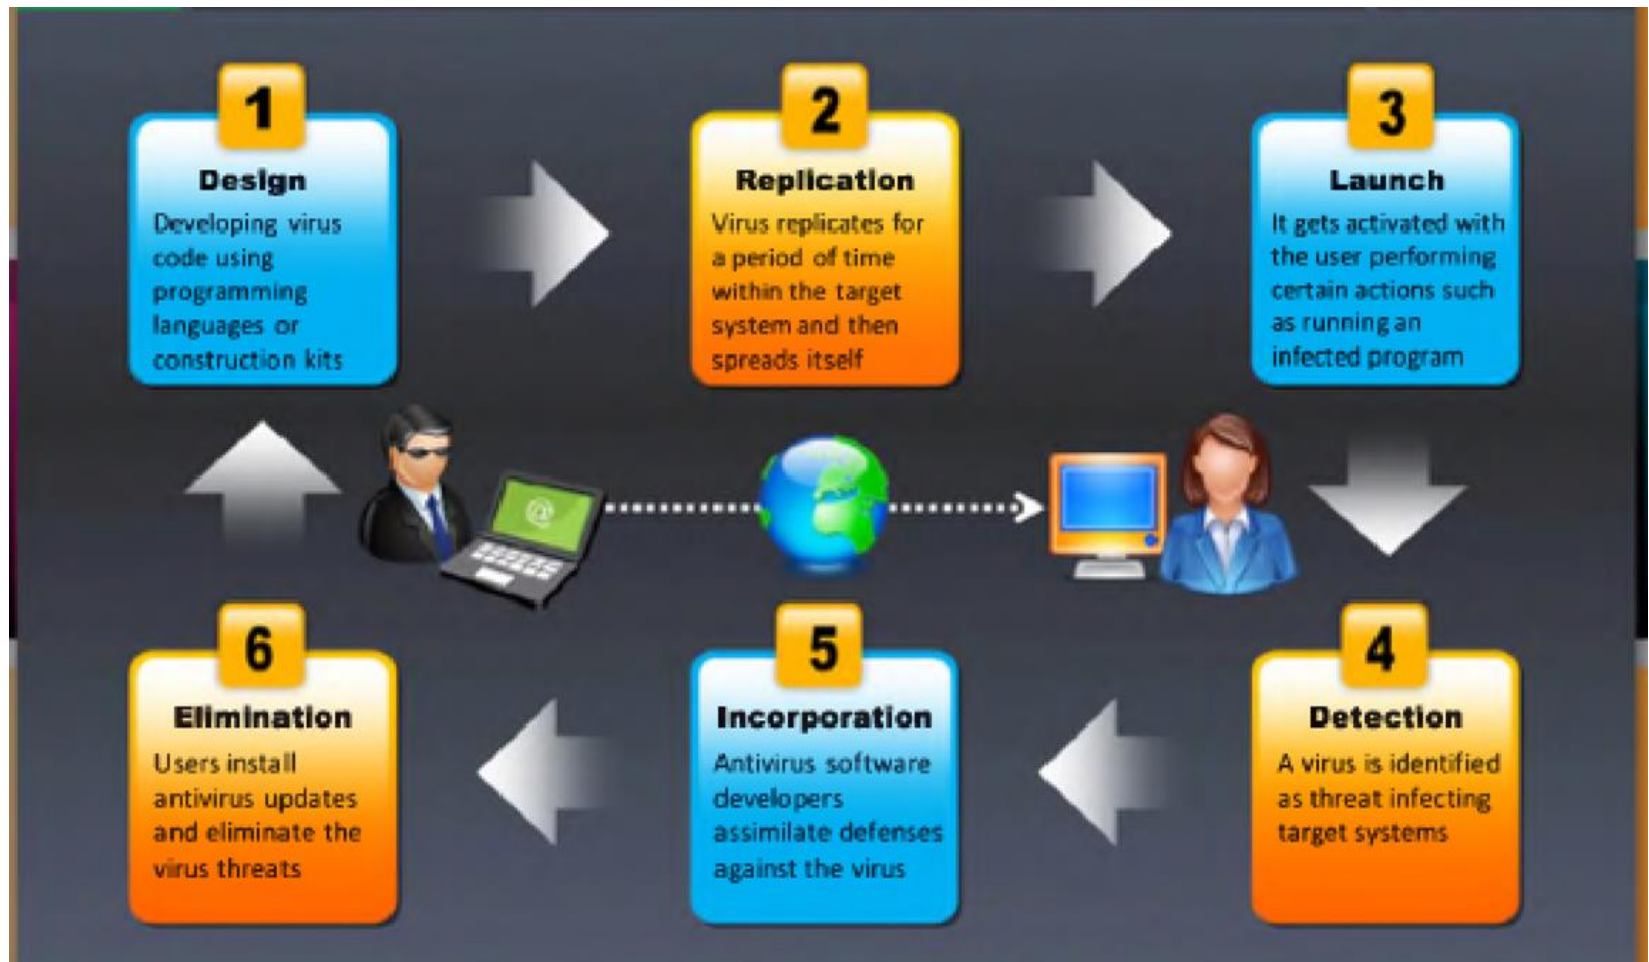 1
Design
Developing virus
code using
programming
languages or
construction kits
2
Replication
Virus replicates for
a period of time
within the target
system and then
spreads itself
3
Launch
It gets activated with
the user performing
certain actions such
as running an
infected program
@
4
Detection
A virus is identified
as threat infecting
target systems
5
Incorporation
Antivirus software
developers
assimilate defenses
against the virus
6
Elimination
Users install
antivirus updates
and eliminate the
virus threats